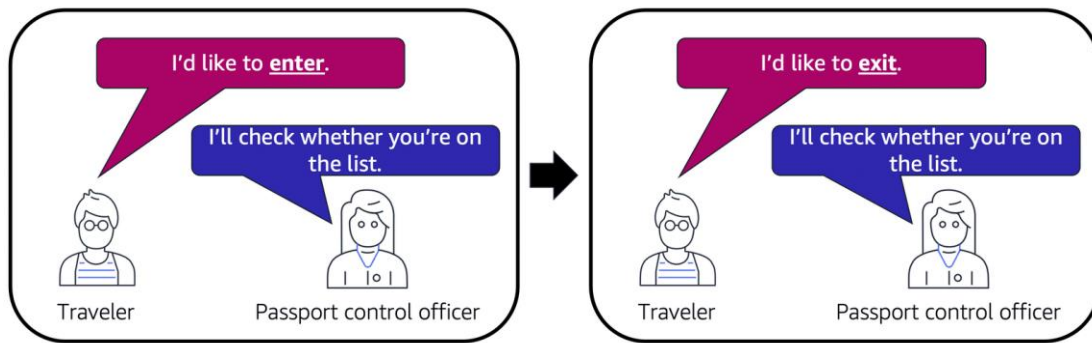 I'd like to enter.
I'll check whether you're on
the list.
Traveler
Passport control officer
I'd like to exit.
I'll check whether you're on
the list.
Traveler
Passport control officer